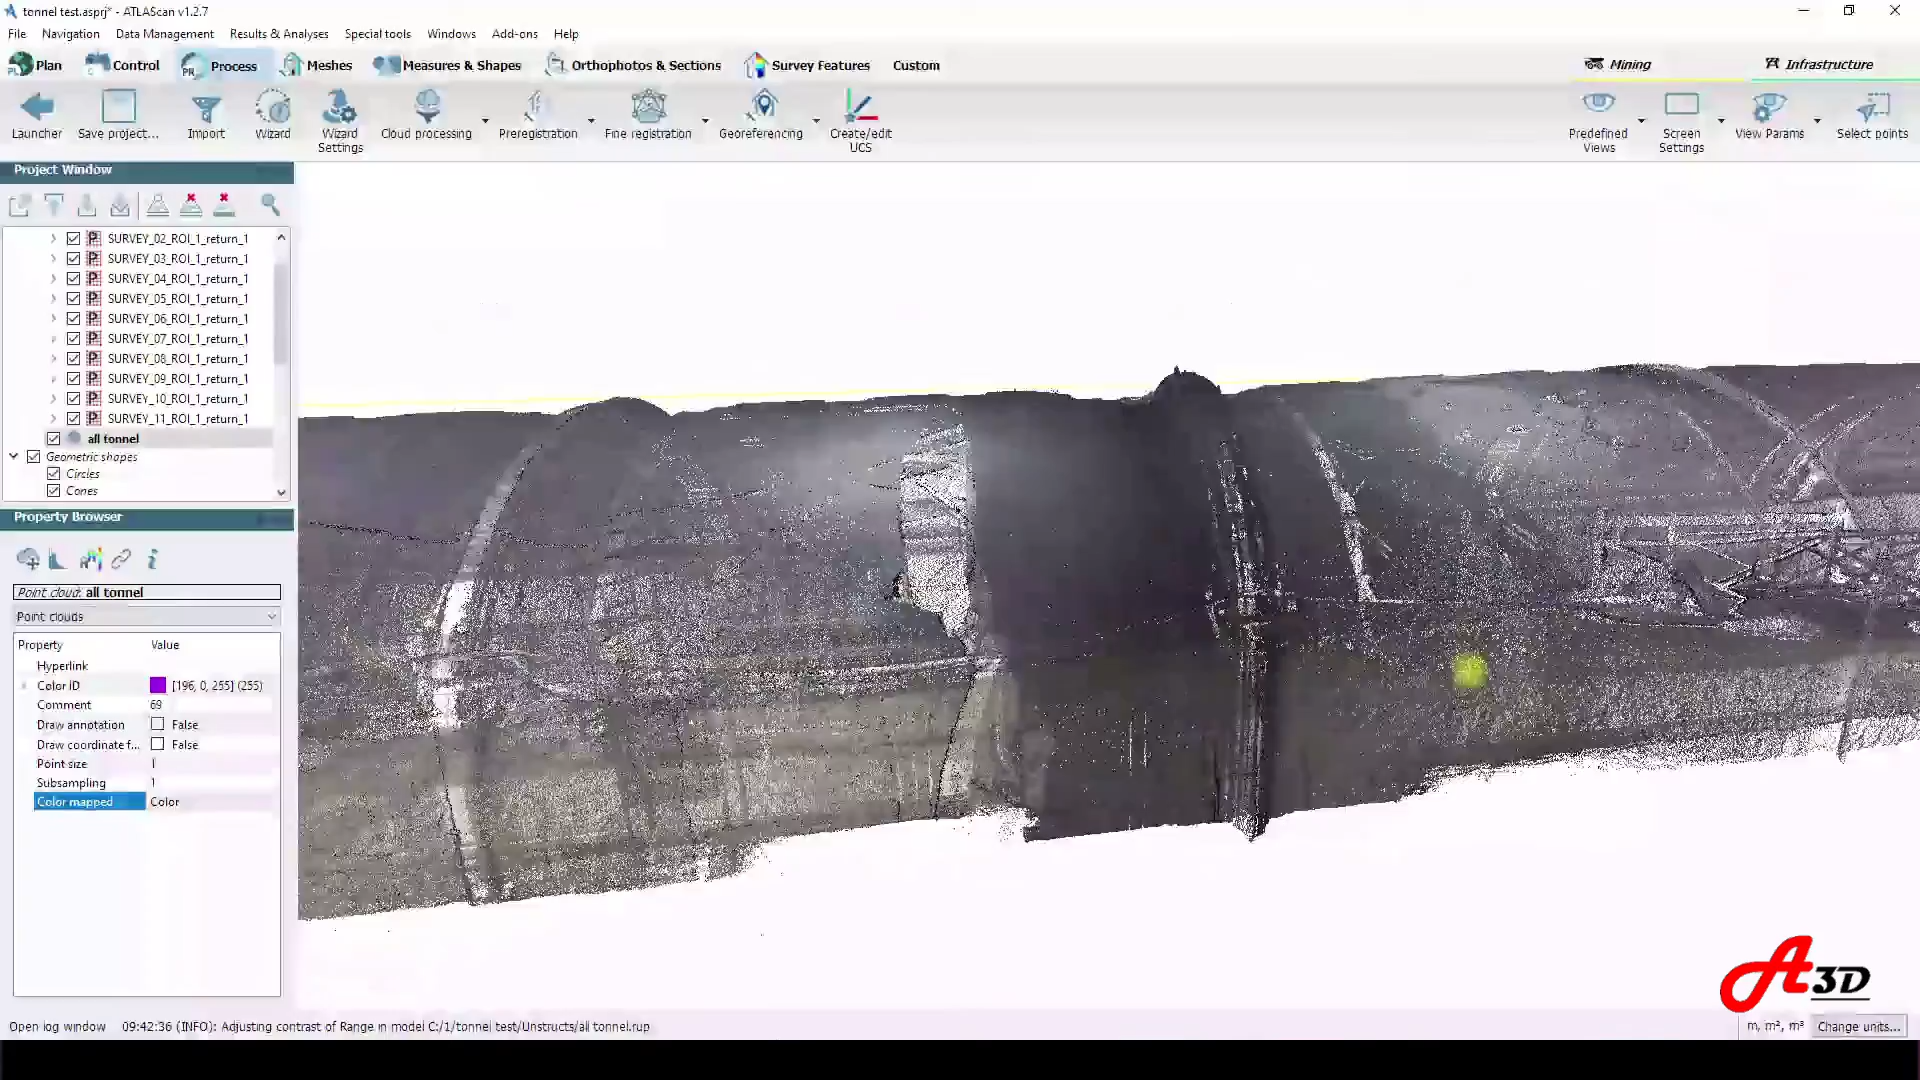 tonnel test.asprj* - ATLAScan v1.2.7
File Navigation Data Management Results & Analyses Special tools Windows Add-ons Help
Plan Control Process Meshes Measures & Shapes Orthophotos & Sections Survey Features Custom Mining Infrastructure
Launcher Save project... Import Wizard Wizard Settings Cloud processing Preregistration Fine registration Georeferencing Create/edit UCS Predefined Views Screen Settings View Params Select points
Project Window
SURVEY_02_ROI_1_return_1
SURVEY_03_ROI_1_return_1
SURVEY_04_ROI_1_return_1
SURVEY_05_ROI_1_return_1
SURVEY_06_ROI_1_return_1
SURVEY_07_ROI_1_return_1
SURVEY_08_ROI_1_return_1
SURVEY_09_ROI_1_return_1
SURVEY_10_ROI_1_return_1
SURVEY_11_ROI_1_return_1
all tonnel
Geometric shapes
Circles
Cones
Property Browser
Point cloud: all tonnel
Point clouds
Property Value
Hyperlink
Color ID [196, 0, 255] (255)
Comment 69
Draw annotation False
Draw coordinate f... False
Point size 1
Subsampling 1
Color mapped Color
A3D
Open log window 09:42:36 (INFO): Adjusting contrast of Range in model C:/1/tonnel test/Unstructs/all tonnel.rup m, m², m³ Change units...